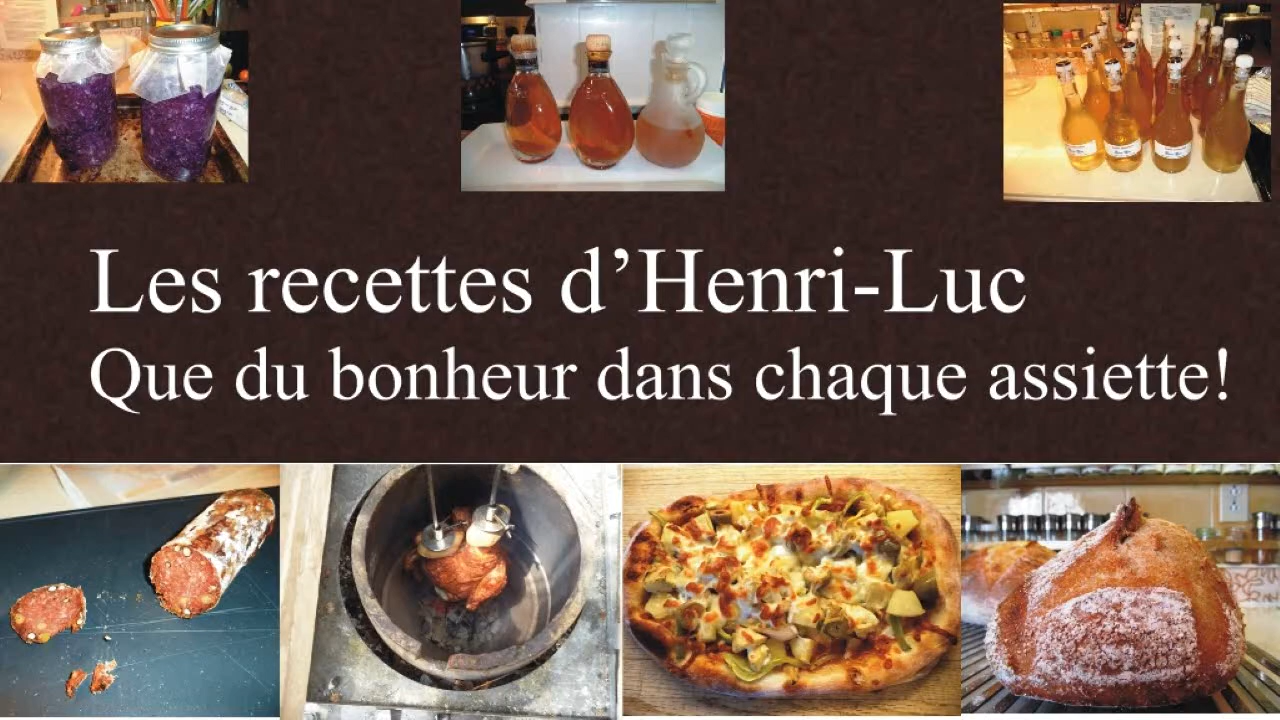 Les recettes d’Henri-Luc
Que du bonheur dans chaque assiette!